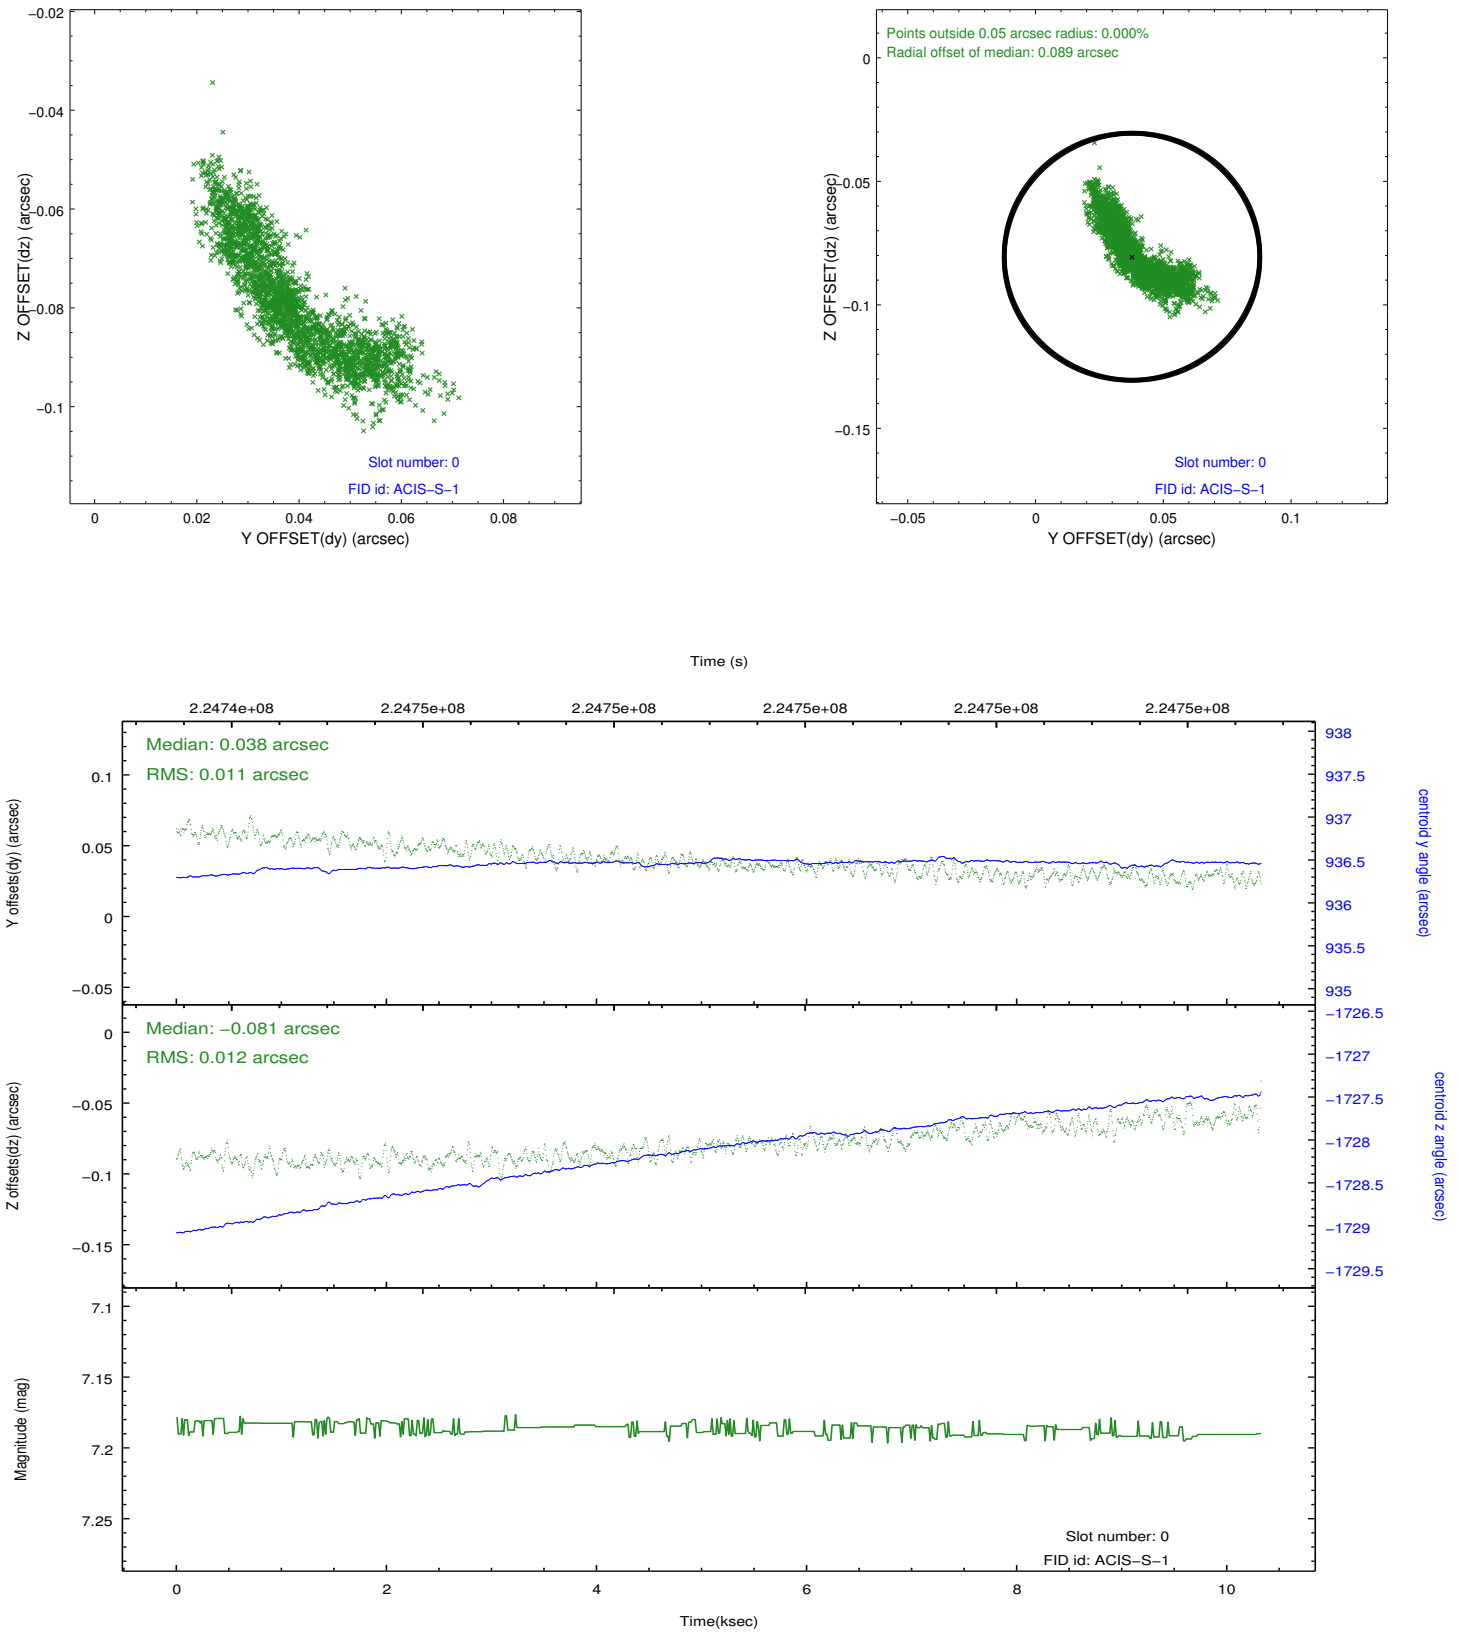 −0.02
−0.04
−0.06
−0.08
−0.1
Z OFFSET(dz) (arcsec)
Slot number: 0
FID id: ACIS−S−1
0 0.02 0.04 0.06 0.08
Y OFFSET(dy) (arcsec)
Points outside 0.05 arcsec radius: 0.000%
Radial offset of median: 0.089 arcsec
0
−0.05
−0.1
−0.15
Z OFFSET(dz) (arcsec)
Slot number: 0
FID id: ACIS−S−1
−0.05 0 0.05 0.1
Y OFFSET(dy) (arcsec)
Time (s)
2.2474e+08 2.2475e+08 2.2475e+08 2.2475e+08 2.2475e+08 2.2475e+08
Median: 0.038 arcsec
RMS: 0.011 arcsec
0.1
0.05
0
−0.05
Y offsets(dy) (arcsec)
938
937.5
937
936.5
936
935.5
935
centroid y angle (arcsec)
Median: −0.081 arcsec
RMS: 0.012 arcsec
0
−0.05
−0.1
−0.15
Z offsets(dz) (arcsec)
−1726.5
−1727
−1727.5
−1728
−1728.5
−1729
−1729.5
centroid z angle (arcsec)
7.1
7.15
7.2
7.25
Magnitude (mag)
Slot number: 0
FID id: ACIS−S−1
0 2 4 6 8 10
Time(ksec)